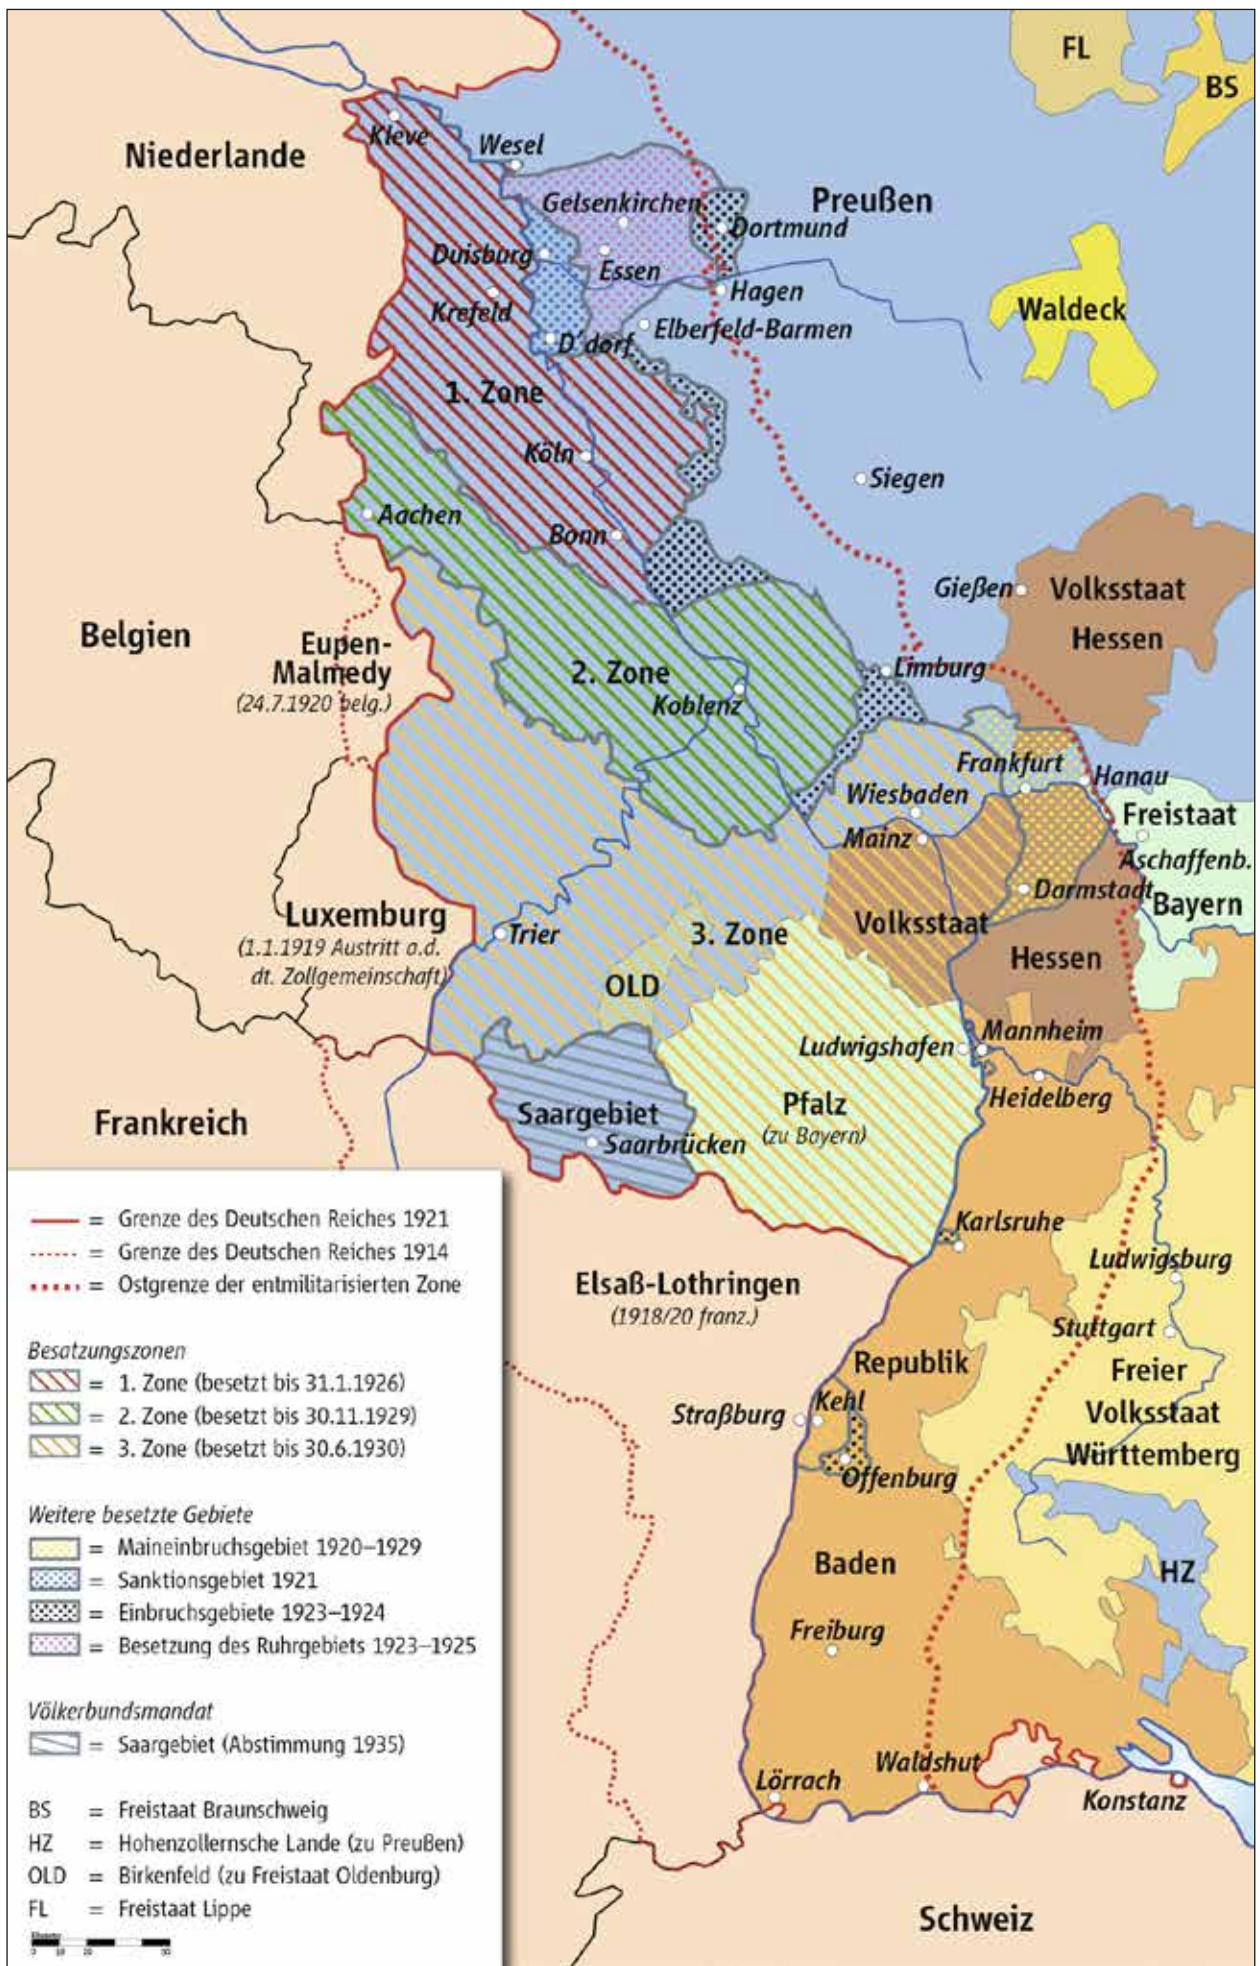 FL
BS
Kleve
Niederlande
Wesel
Preußen
Gelsenkirchen
Dortmund
Duisburg
Essen
Hagen
Krefeld
Waldeck
D´dorf
Elberfeld-Barmen
1. Zone
Köln
Siegen
Aachen
Bonn
Gießen
Volksstaat
Hessen
Belgien
Eupen-
Malmedy
(24.7.1920 belg.)
2. Zone
Koblenz
Limburg
Frankfurt
Hanau
Wiesbaden
Mainz
Freistaat
Aschaffenb.
Bayern
Darmstadt
Luxemburg
(1.1.1919 Austritt a.d.
dt. Zollgemeinschaft)
Trier
3. Zone
Volksstaat
Hessen
OLD
Ludwigshafen
Mannheim
Heidelberg
Frankreich
Saargebiet
Saarbrücken
Pfalz
(zu Bayern)
Karlsruhe
Ludwigsburg
Elsaß-Lothringen
(1918/20 franz.)
Stuttgart
Republik
Freier
Volksstaat
Württemberg
Straßburg
Kehl
Offenburg
Baden
HZ
Freiburg
Waldshut
Lörrach
Konstanz
Schweiz
= Grenze des Deutschen Reiches 1921
= Grenze des Deutschen Reiches 1914
= Ostgrenze der entmilitarisierten Zone
Besatzungszonen
= 1. Zone (besetzt bis 31.1.1926)
= 2. Zone (besetzt bis 30.11.1929)
= 3. Zone (besetzt bis 30.6.1930)
Weitere besetzte Gebiete
= Maineinbruchsgebiet 1920–1929
= Sanktionsgebiet 1921
= Einbruchsgebiete 1923–1924
= Besetzung des Ruhrgebiets 1923–1925
Völkerbundsmandat
= Saargebiet (Abstimmung 1935)
BS = Freistaat Braunschweig
HZ = Hohenzollernsche Lande (zu Preußen)
OLD = Birkenfeld (zu Freistaat Oldenburg)
FL = Freistaat Lippe
0 10 20 50